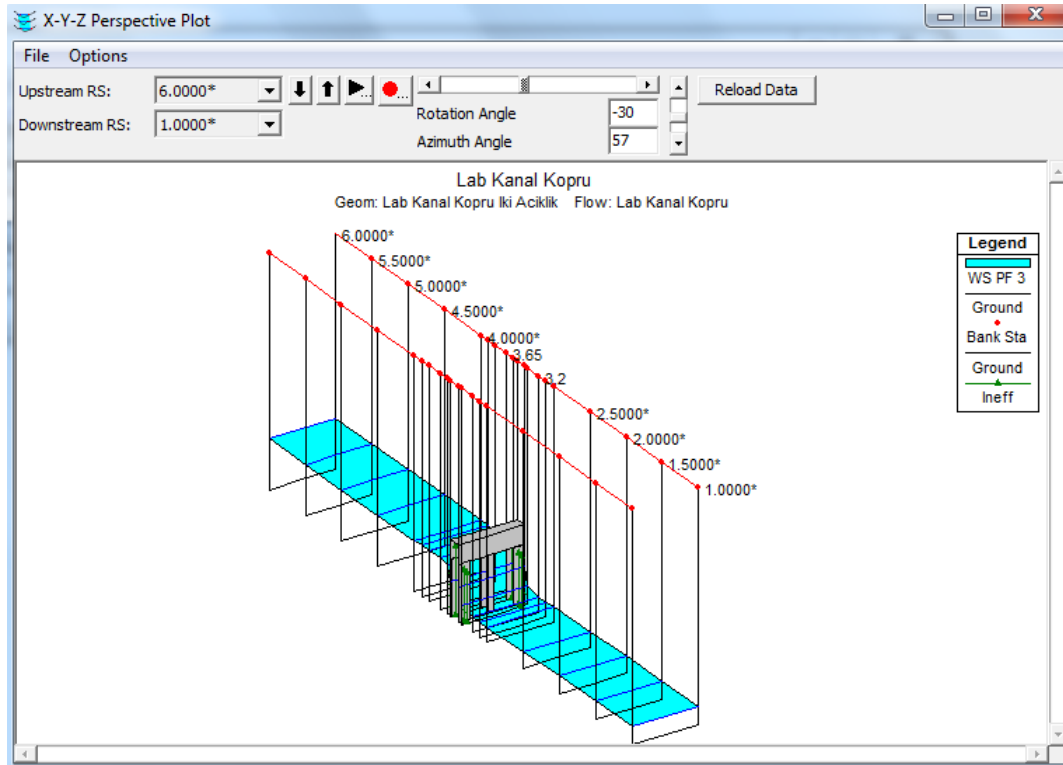 X-Y-Z Perspective Plot
File Options
Upstream RS: 6.0000*
Downstream RS: 1.0000*
Rotation Angle -30
Azimuth Angle 57
Reload Data
Lab Kanal Kopru
Geom: Lab Kanal Kopru Iki Aciklik Flow: Lab Kanal Kopru
6.0000*
5.5000*
5.0000*
4.5000*
4.0000*
3.65
3.2
2.5000*
2.0000*
1.5000*
1.0000*
Legend
WS PF 3
Ground
Bank Sta
Ground
Ineff